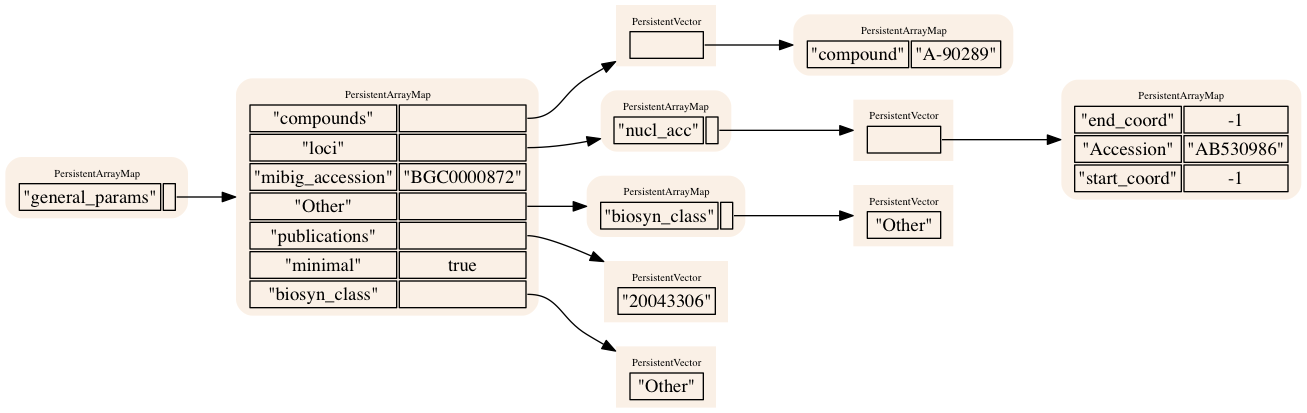 PersistentArrayMap
"general_params"
PersistentArrayMap
"compounds"
"loci"
"mibig_accession" "BGC0000872"
"Other"
"publications"
"minimal" true
"biosyn_class"
PersistentVector
PersistentArrayMap
"compound" "A-90289"
PersistentArrayMap
"nucl_acc"
PersistentVector
PersistentArrayMap
"end_coord" -1
"Accession" "AB530986"
"start_coord" -1
PersistentArrayMap
"biosyn_class"
PersistentVector
"Other"
PersistentVector
"20043306"
PersistentVector
"Other"